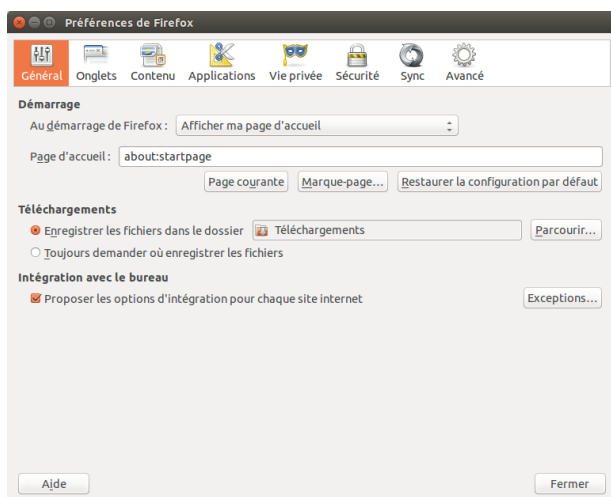 Préférences de Firefox
Général Onglets Contenu Applications Vie privée Sécurité Sync Avancé
Démarrage
Au démarrage de Firefox : Afficher ma page d'accueil
Page d'accueil : about:startpage
Page courante Marque-page... Restaurer la configuration par défaut
Téléchargements
Enregistrer les fichiers dans le dossier Téléchargements Parcourir...
Toujours demander où enregistrer les fichiers
Intégration avec le bureau
Proposer les options d'intégration pour chaque site internet Exceptions...
Aide Fermer